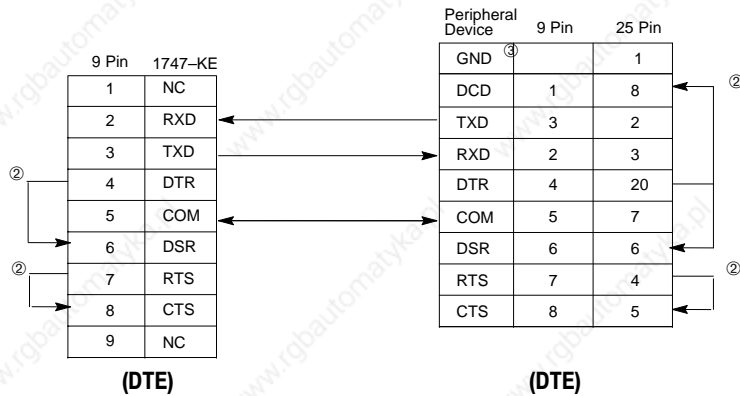 9 Pin 1747–KE
1 NC
2 RXD
3 TXD
② 4 DTR
5 COM
6 DSR
② 7 RTS
8 CTS
9 NC
(DTE)
Peripheral
Device 9 Pin 25 Pin
GND ③ 1
DCD 1 8 ②
TXD 3 2
RXD 2 3
DTR 4 20
COM 5 7
DSR 6 6
RTS 7 4 ②
CTS 8 5
(DTE)
www.rgbautomatyka.pl